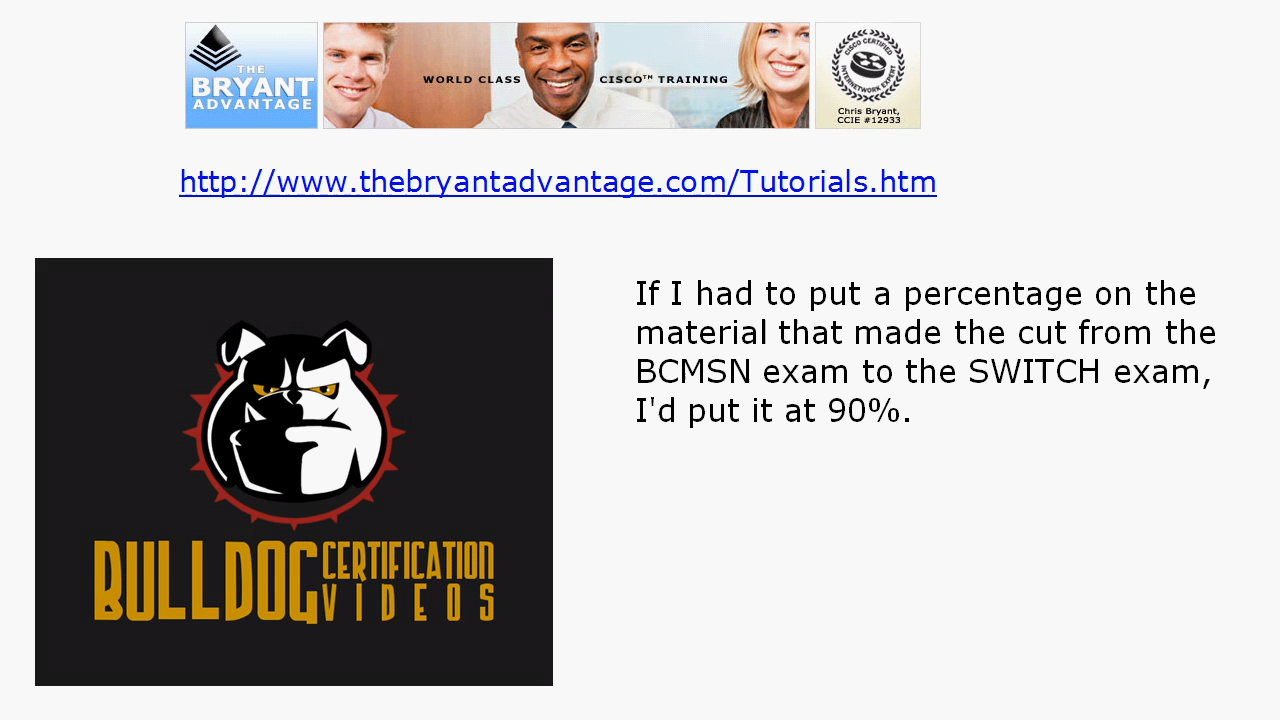 THE
BRYANT
ADVANTAGE
WORLD CLASS CISCO™ TRAINING
CISCO CERTIFIED
INTERNETWORK EXPERT
Chris Bryant,
CCIE #12933
http://www.thebryantadvantage.com/Tutorials.htm
If I had to put a percentage on the
material that made the cut from the
BCMSN exam to the SWITCH exam,
I'd put it at 90%.
BULLDOG CERTIFICATION
VIDEOS